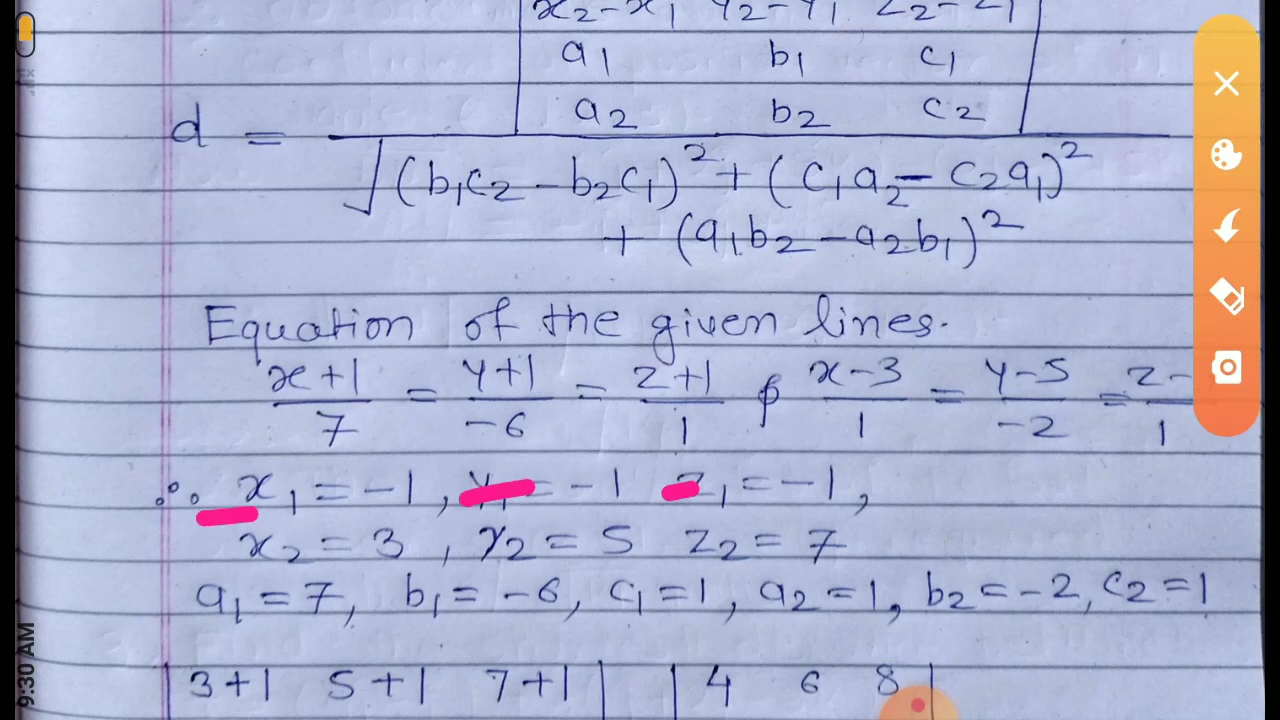 x₂-x₁ y₂-y₁ z₂-z₁
a₁ b₁ c₁
a₂ b₂ c₂
d =
√(b₁c₂-b₂c₁)² + (c₁a₂-c₂a₁)²
+ (a₁b₂-a₂b₁)²
Equation of the given lines.
x+1/7 = y+1/-6 = z+1/1 & x-3/1 = y-5/-2 = z-/1
∴ x₁ = -1, y₁ = -1 z₁ = -1,
x₂ = 3, y₂ = 5 z₂ = 7
a₁ = 7, b₁ = -6, c₁ = 1, a₂ = 1, b₂ = -2, c₂ = 1
|3+1 5+1 7+1| |4 6 8|
9:30 AM